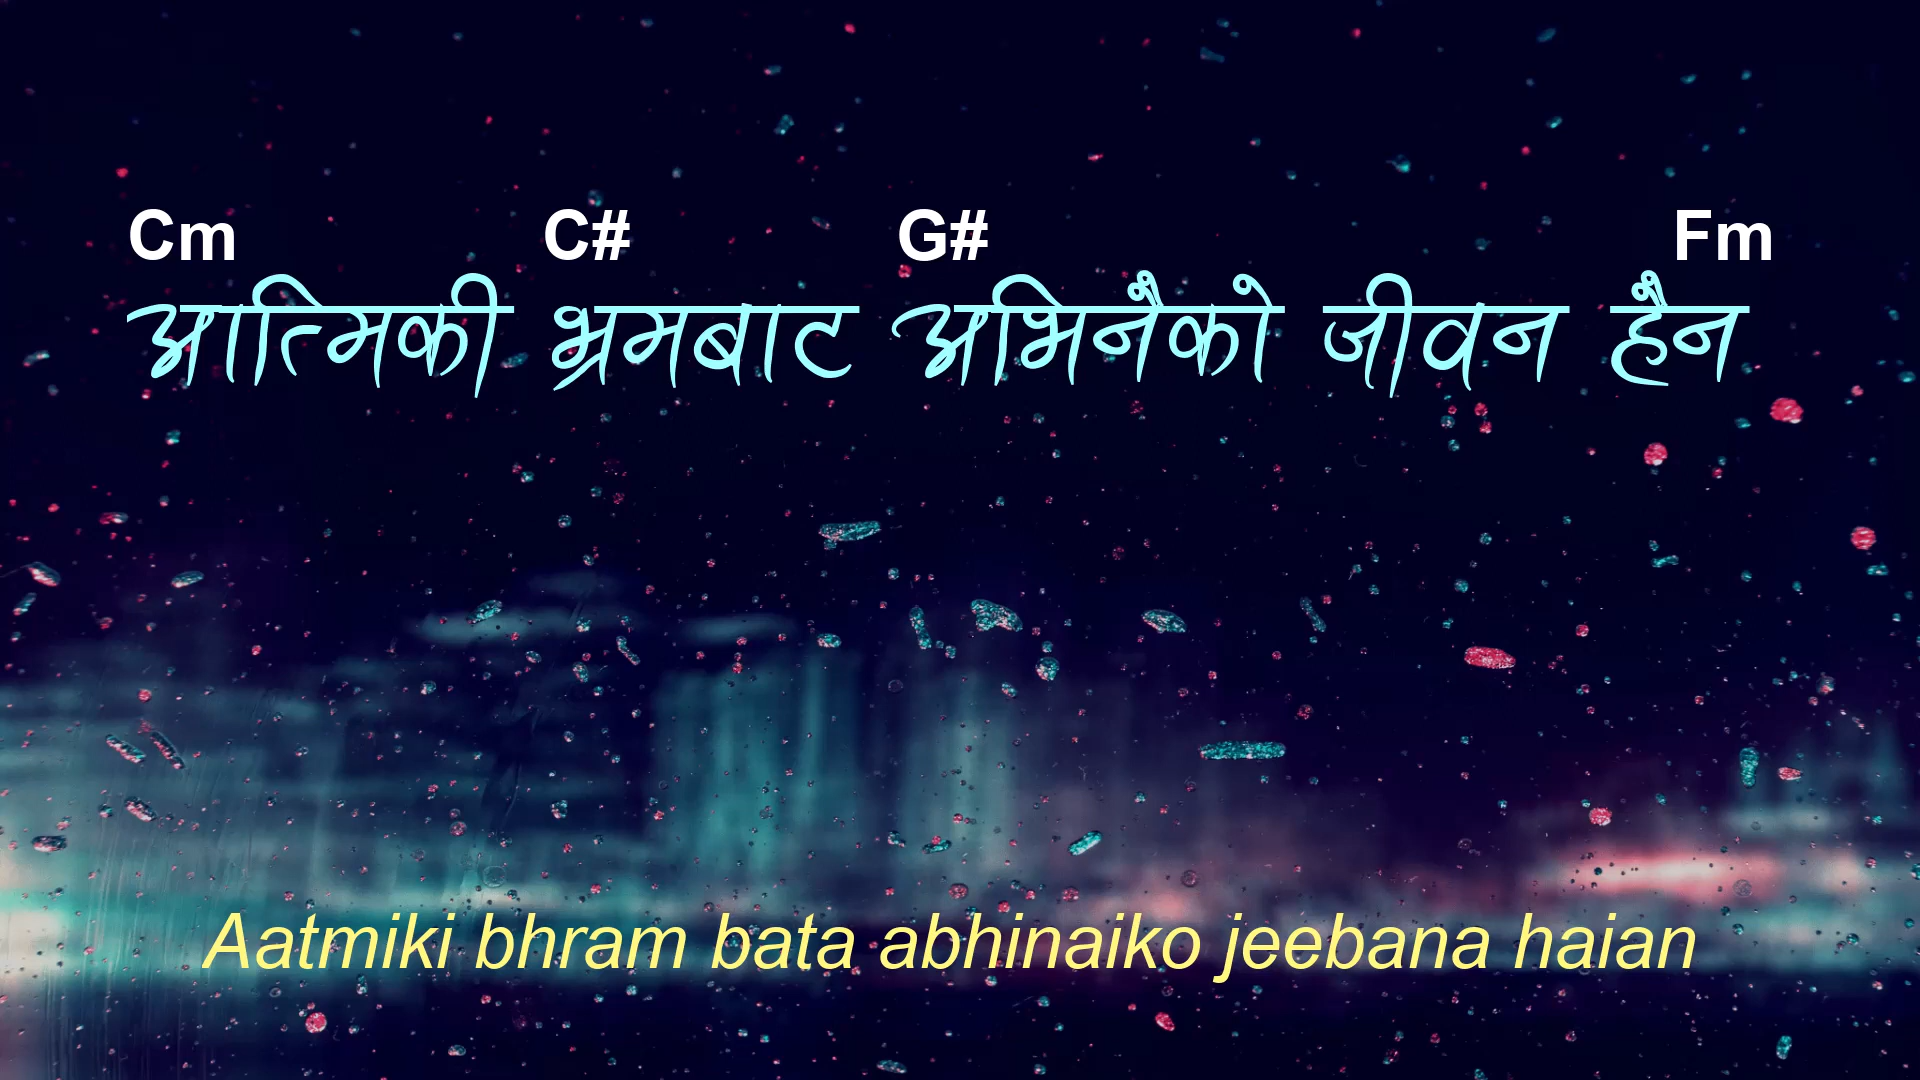 Cm C# G# Fm
आत्मिकी भ्रमबाट अभिनैको जीवन हैन
Aatmiki bhram bata abhinaiko jeebana haian